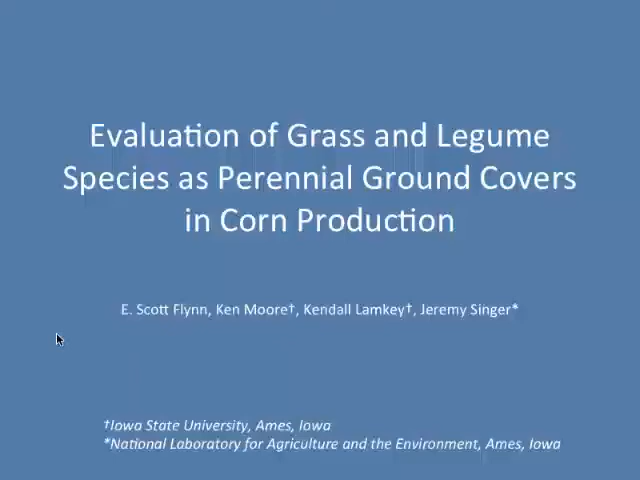 Evaluation of Grass and Legume
Species as Perennial Ground Covers
in Corn Production
E. Scott Flynn, Ken Moore†, Kendall Lamkey†, Jeremy Singer*
†Iowa State University, Ames, Iowa
*National Laboratory for Agriculture and the Environment, Ames, Iowa